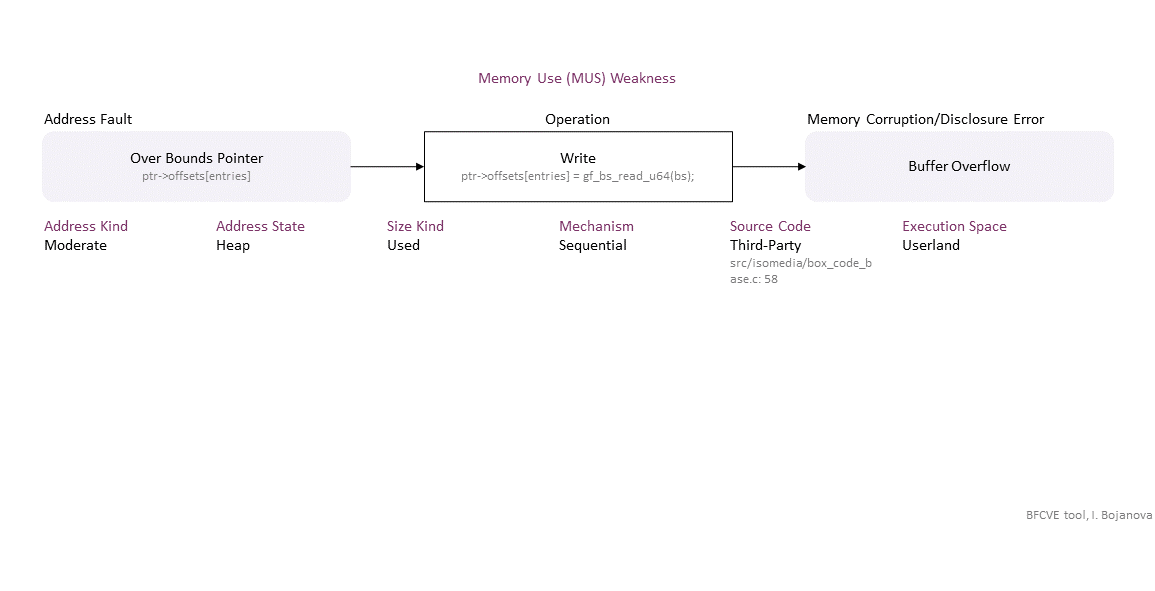 Memory Use (MUS) Weakness
Address Fault
Operation
Memory Corruption/Disclosure Error
Over Bounds Pointer
ptr->offsets[entries]
Write
ptr->offsets[entries] = gf_bs_read_u64(bs);
Buffer Overflow
Address Kind
Moderate
Address State
Heap
Size Kind
Used
Mechanism
Sequential
Source Code
Third-Party
src/isomedia/box_code_b
ase.c: 58
Execution Space
Userland
BFCVE tool, I. Bojanova